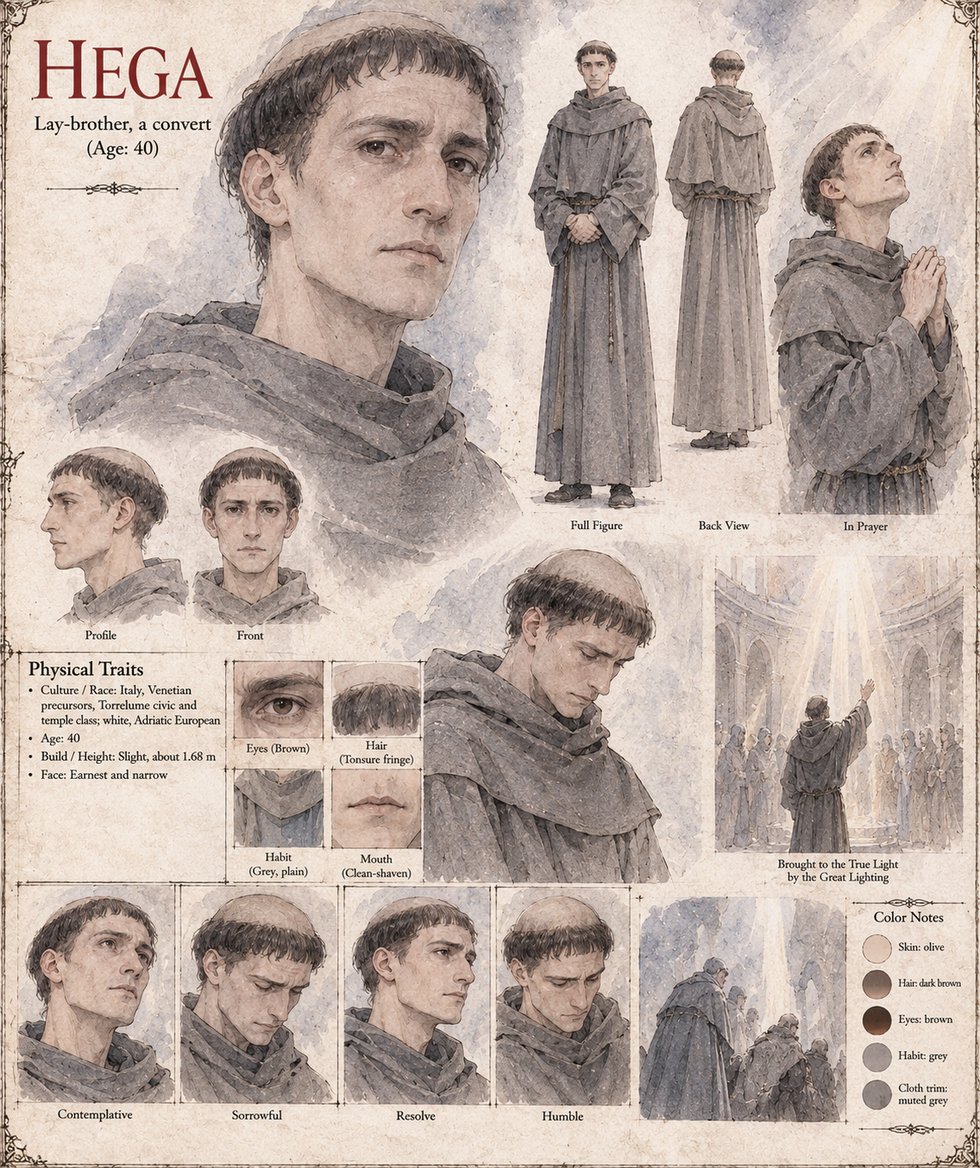 HEGA
Lay-brother, a convert
(Age: 40)
Full Figure
Back View
In Prayer
Profile
Front
Physical Traits
• Culture / Race: Italy, Venetian
precursors, Torrelume civic and
temple class; white, Adriatic European
• Age: 40
• Build / Height: Slight, about 1.68 m
• Face: Earnest and narrow
Eyes (Brown)
Hair
(Tonsure fringe)
Habit
(Grey, plain)
Mouth
(Clean-shaven)
Brought to the True Light
by the Great Lighting
Contemplative
Sorrowful
Resolve
Humble
Color Notes
Skin: olive
Hair: dark brown
Eyes: brown
Habit: grey
Cloth trim:
muted grey